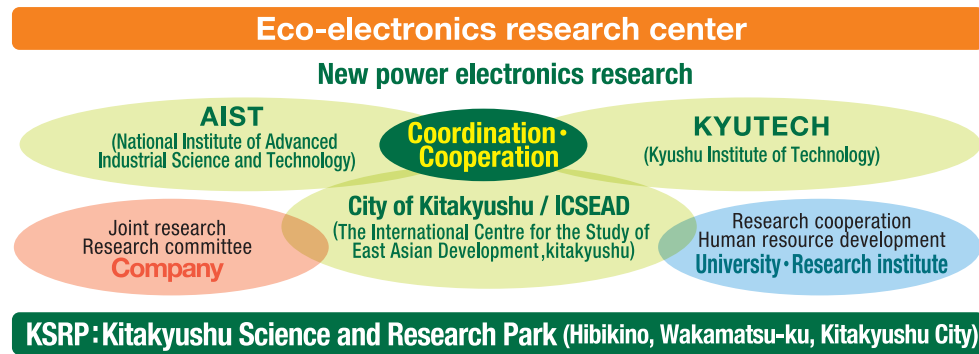 Eco-electronics research center
New power electronics research
AIST
(National Institute of Advanced
Industrial Science and Technology)
Coordination・
Cooperation
KYUTECH
(Kyushu Institute of Technology)
City of Kitakyushu / ICSEAD
(The International Centre for the Study of
East Asian Development,kitakyushu)
Joint research
Research committee
Company
Research cooperation
Human resource development
University・Research institute
KSRP:Kitakyushu Science and Research Park (Hibikino, Wakamatsu-ku, Kitakyushu City)